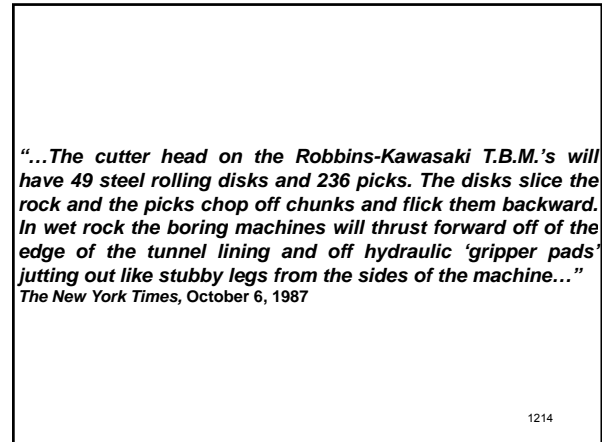 “…The cutter head on the Robbins-Kawasaki T.B.M.’s will
have 49 steel rolling disks and 236 picks. The disks slice the
rock and the picks chop off chunks and flick them backward.
In wet rock the boring machines will thrust forward off of the
edge of the tunnel lining and off hydraulic ‘gripper pads’
jutting out like stubby legs from the sides of the machine…”
The New York Times, October 6, 1987
1214